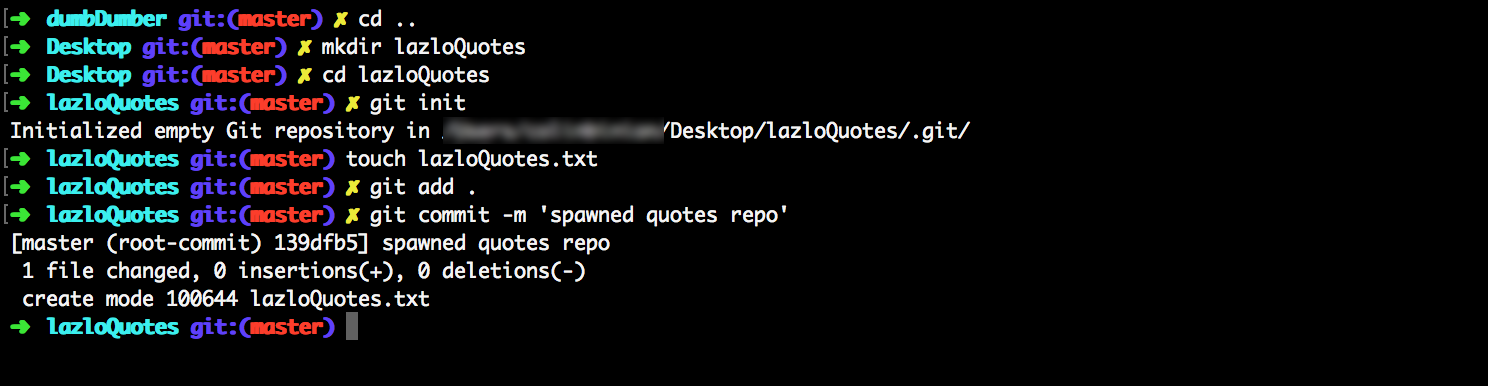 ➜ dumbDumber git:(master) ✗ cd ..
➜ Desktop git:(master) ✗ mkdir lazloQuotes
➜ Desktop git:(master) ✗ cd lazloQuotes
➜ lazloQuotes git:(master) ✗ git init
Initialized empty Git repository in /Desktop/lazloQuotes/.git/
➜ lazloQuotes git:(master) touch lazloQuotes.txt
➜ lazloQuotes git:(master) ✗ git add .
➜ lazloQuotes git:(master) ✗ git commit -m 'spawned quotes repo'
[master (root-commit) 139dfb5] spawned quotes repo
1 file changed, 0 insertions(+), 0 deletions(-)
create mode 100644 lazloQuotes.txt
➜ lazloQuotes git:(master)